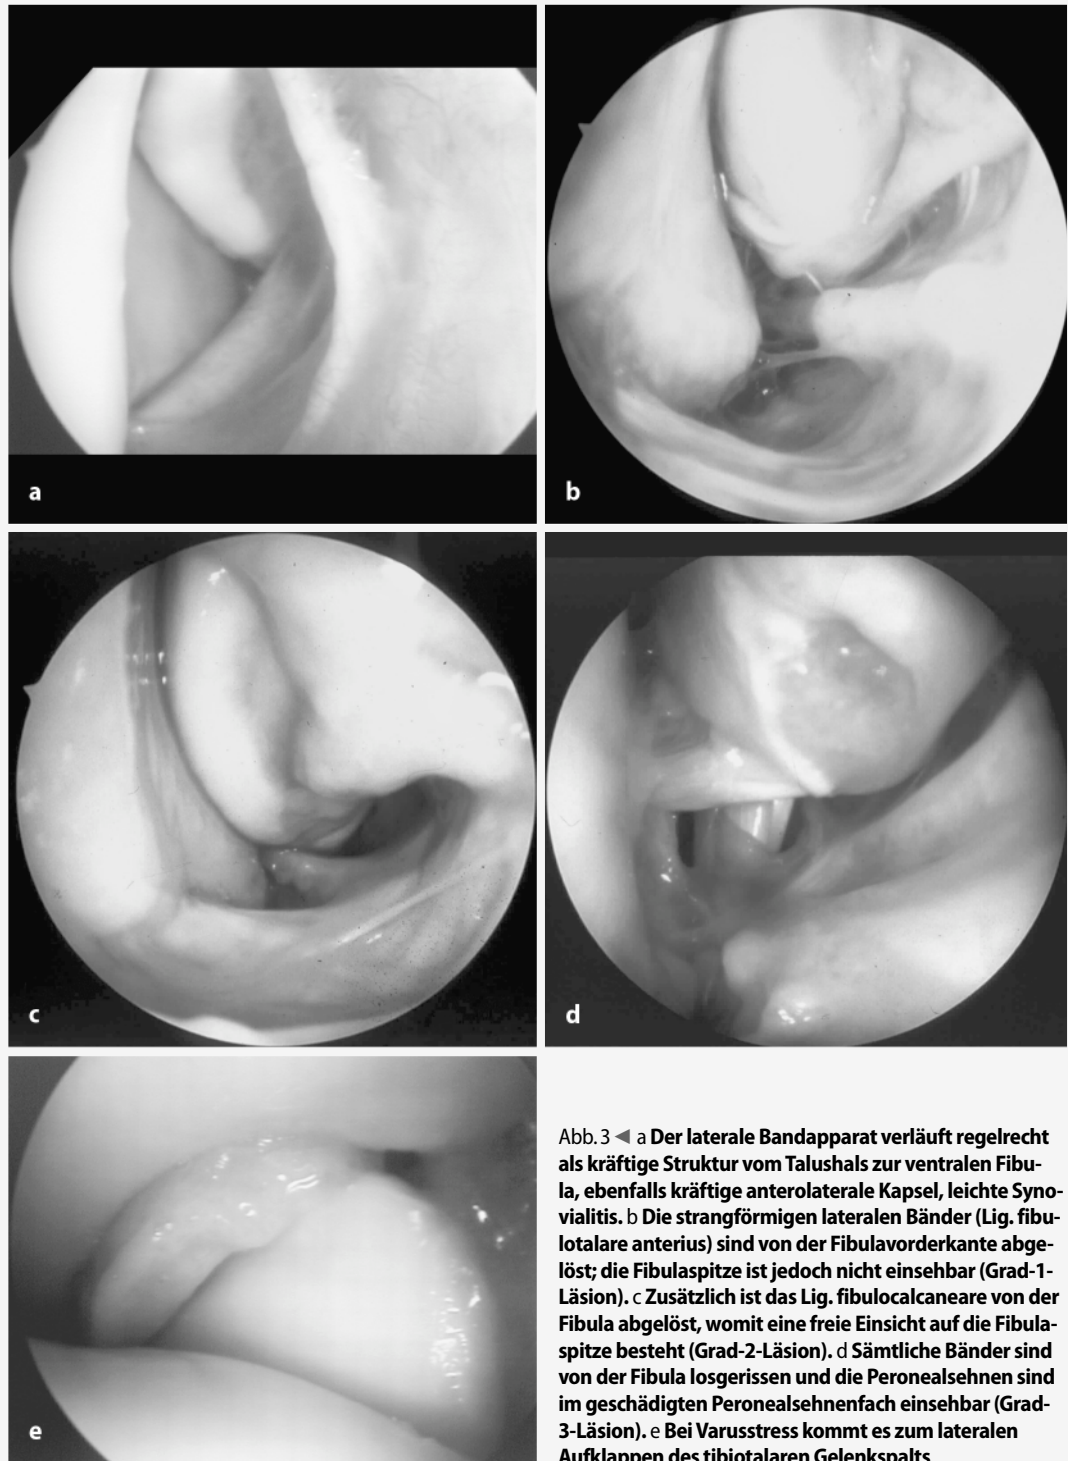 a
b
c
d
e
Abb. 3 ◄ a Der laterale Bandapparat verläuft regelrecht
als kräftige Struktur vom Talushals zur ventralen Fibu-
la, ebenfalls kräftige anterolaterale Kapsel, leichte Syno-
vialitis. b Die strangförmigen lateralen Bänder (Lig. fibu-
lotalare anterius) sind von der Fibulavorderkante abge-
löst; die Fibulaspitze ist jedoch nicht einsehbar (Grad-1-
Läsion). c Zusätzlich ist das Lig. fibulocalcaneare von der
Fibula abgelöst, womit eine freie Einsicht auf die Fibula-
spitze besteht (Grad-2-Läsion). d Sämtliche Bänder sind
von der Fibula losgerissen und die Peronealsehnen sind
im geschädigten Peronealsehnenfach einsehbar (Grad-
3-Läsion). e Bei Varusstress kommt es zum lateralen
Aufklappen des tibiotalaren Gelenkspalts